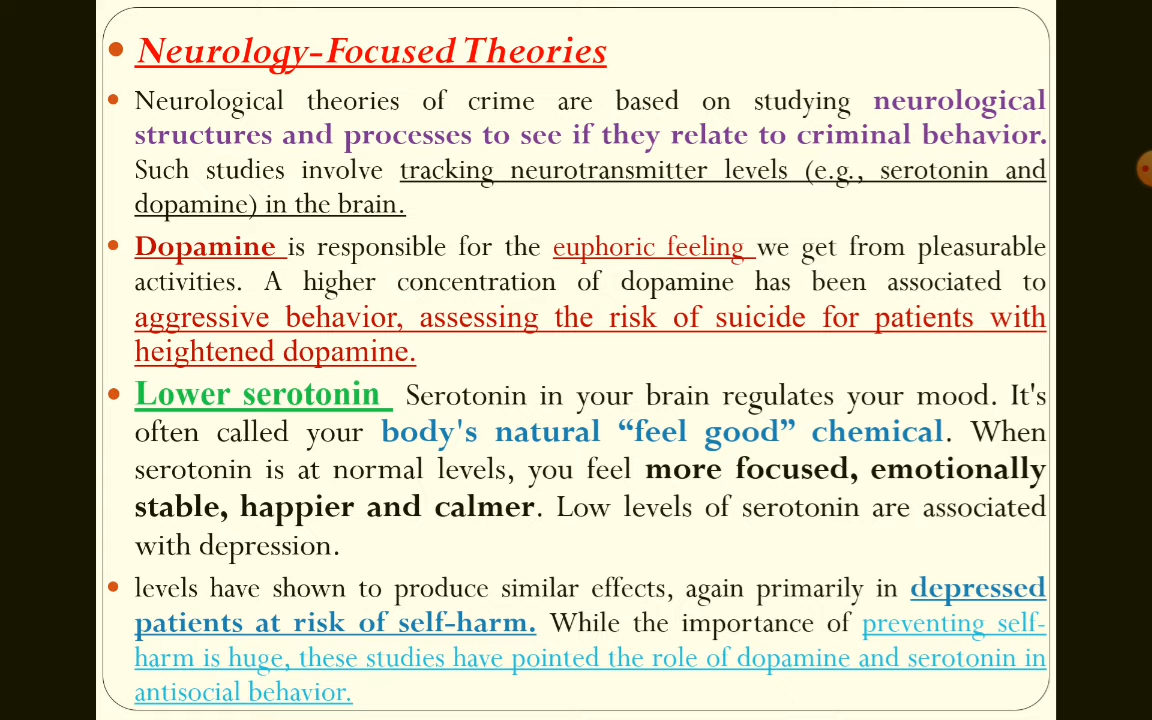 Neurology-Focused Theories
Neurological theories of crime are based on studying neurological
structures and processes to see if they relate to criminal behavior.
Such studies involve tracking neurotransmitter levels (e.g., serotonin and
dopamine) in the brain.
Dopamine is responsible for the euphoric feeling we get from pleasurable
activities. A higher concentration of dopamine has been associated to
aggressive behavior, assessing the risk of suicide for patients with
heightened dopamine.
Lower serotonin Serotonin in your brain regulates your mood. It's
often called your body's natural “feel good” chemical. When
serotonin is at normal levels, you feel more focused, emotionally
stable, happier and calmer. Low levels of serotonin are associated
with depression.
levels have shown to produce similar effects, again primarily in depressed
patients at risk of self-harm. While the importance of preventing self-
harm is huge, these studies have pointed the role of dopamine and serotonin in
antisocial behavior.